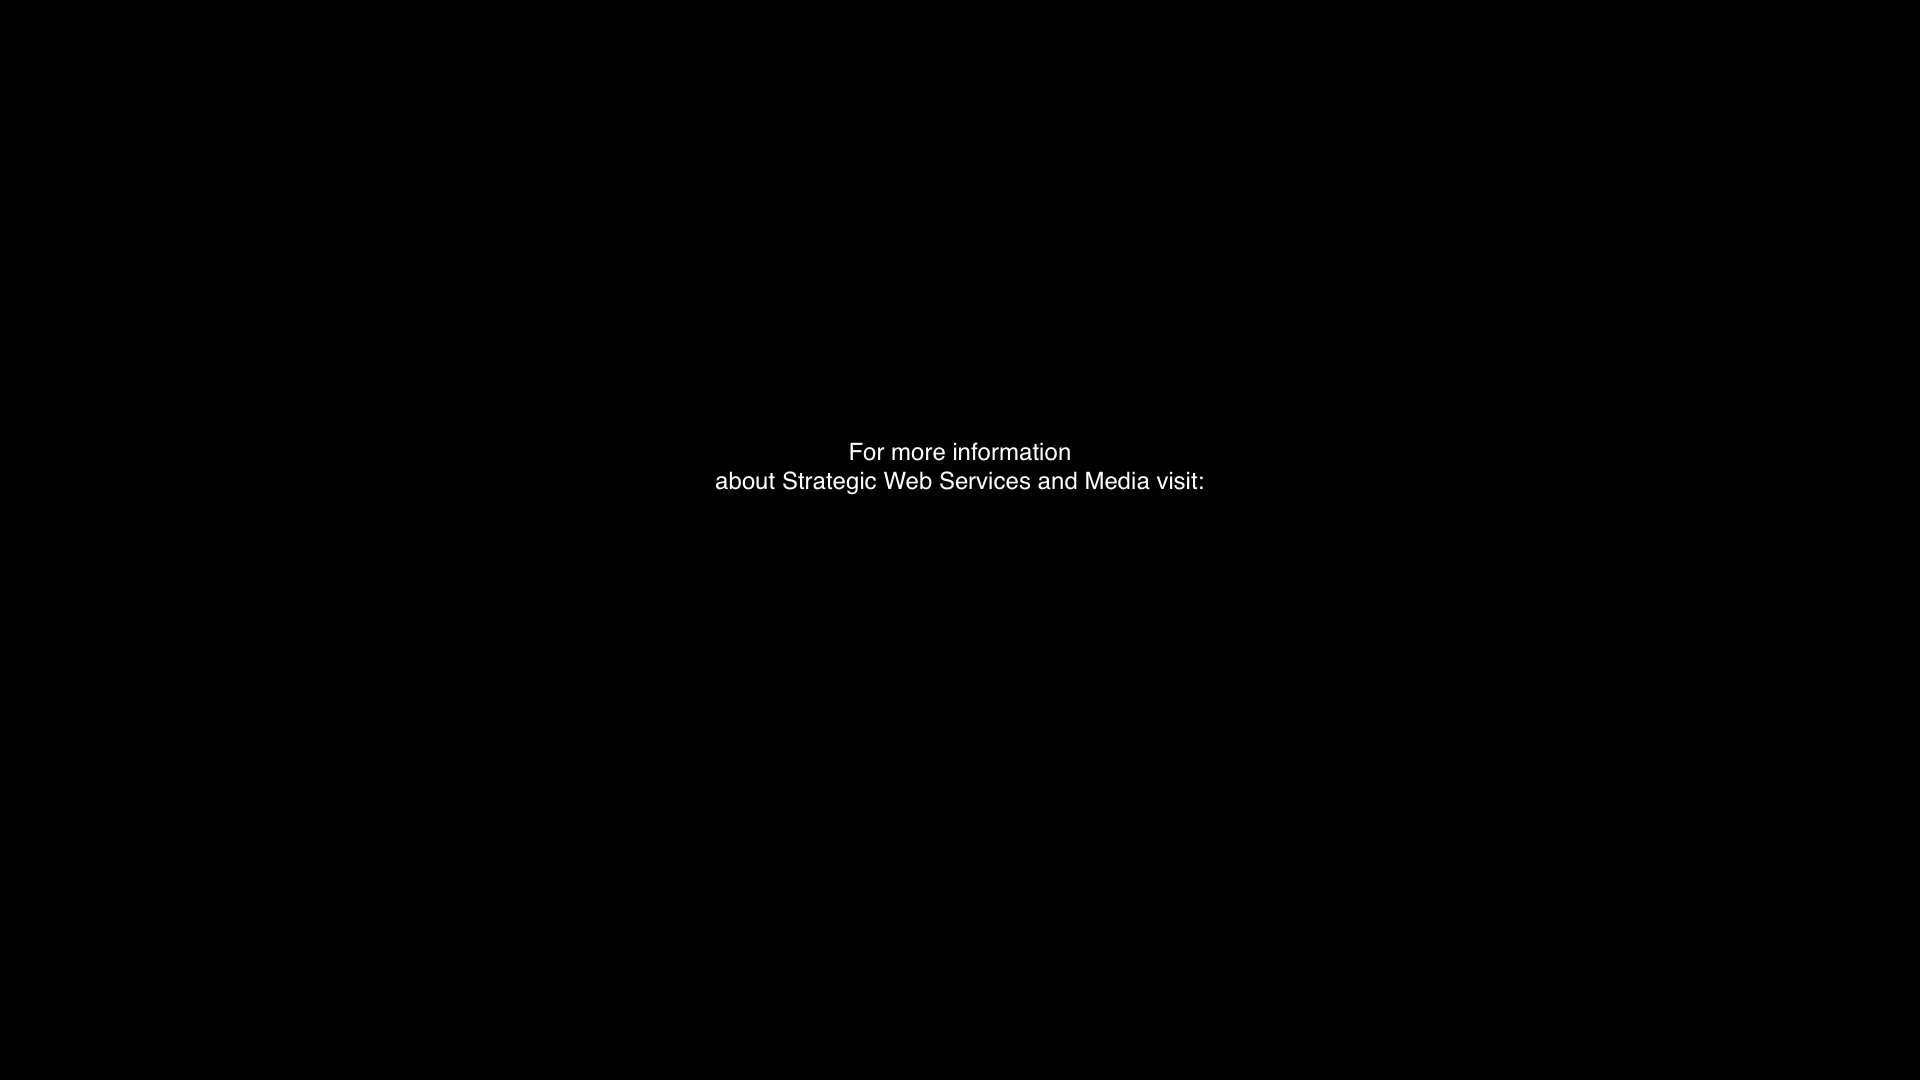 For more information
about Strategic Web Services and Media visit: